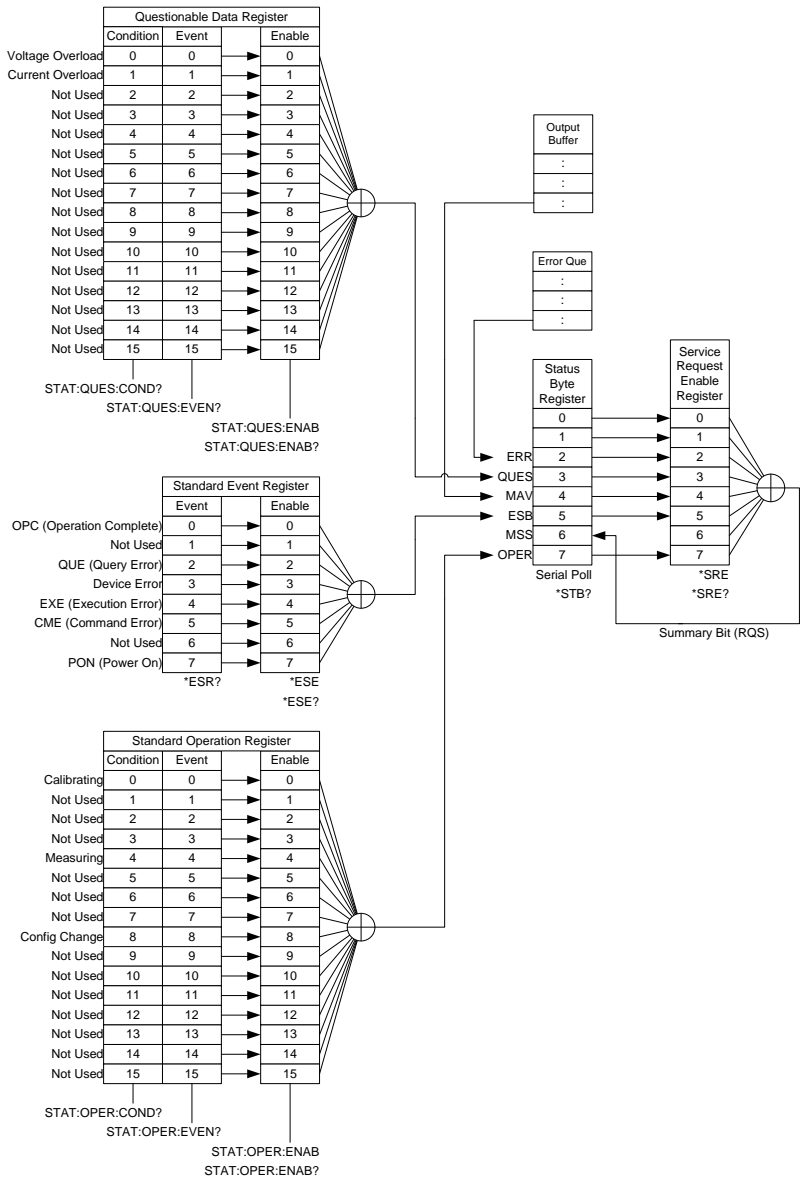 Questionable Data Register
Condition Event Enable
Voltage Overload 0 0 0
Current Overload 1 1 1
Not Used 2 2 2
Not Used 3 3 3
Not Used 4 4 4
Not Used 5 5 5
Not Used 6 6 6
Not Used 7 7 7
Not Used 8 8 8
Not Used 9 9 9
Not Used 10 10 10
Not Used 11 11 11
Not Used 12 12 12
Not Used 13 13 13
Not Used 14 14 14
Not Used 15 15 15
STAT:QUES:COND?
STAT:QUES:EVEN?
STAT:QUES:ENAB
STAT:QUES:ENAB?
Output
Buffer
:
:
:
Error Que
:
:
:
Status
Byte
Register
0
1
ERR 2
QUES 3
MAV 4
ESB 5
MSS 6
OPER 7
Serial Poll
*STB?
Service
Request
Enable
Register
0
1
2
3
4
5
6
7
*SRE
*SRE?
Summary Bit (RQS)
Standard Event Register
Event Enable
OPC (Operation Complete) 0 0
Not Used 1 1
QUE (Query Error) 2 2
Device Error 3 3
EXE (Execution Error) 4 4
CME (Command Error) 5 5
Not Used 6 6
PON (Power On) 7 7
*ESR? *ESE
*ESE?
Standard Operation Register
Condition Event Enable
Calibrating 0 0 0
Not Used 1 1 1
Not Used 2 2 2
Not Used 3 3 3
Measuring 4 4 4
Not Used 5 5 5
Not Used 6 6 6
Not Used 7 7 7
Config Change 8 8 8
Not Used 9 9 9
Not Used 10 10 10
Not Used 11 11 11
Not Used 12 12 12
Not Used 13 13 13
Not Used 14 14 14
Not Used 15 15 15
STAT:OPER:COND?
STAT:OPER:EVEN?
STAT:OPER:ENAB
STAT:OPER:ENAB?